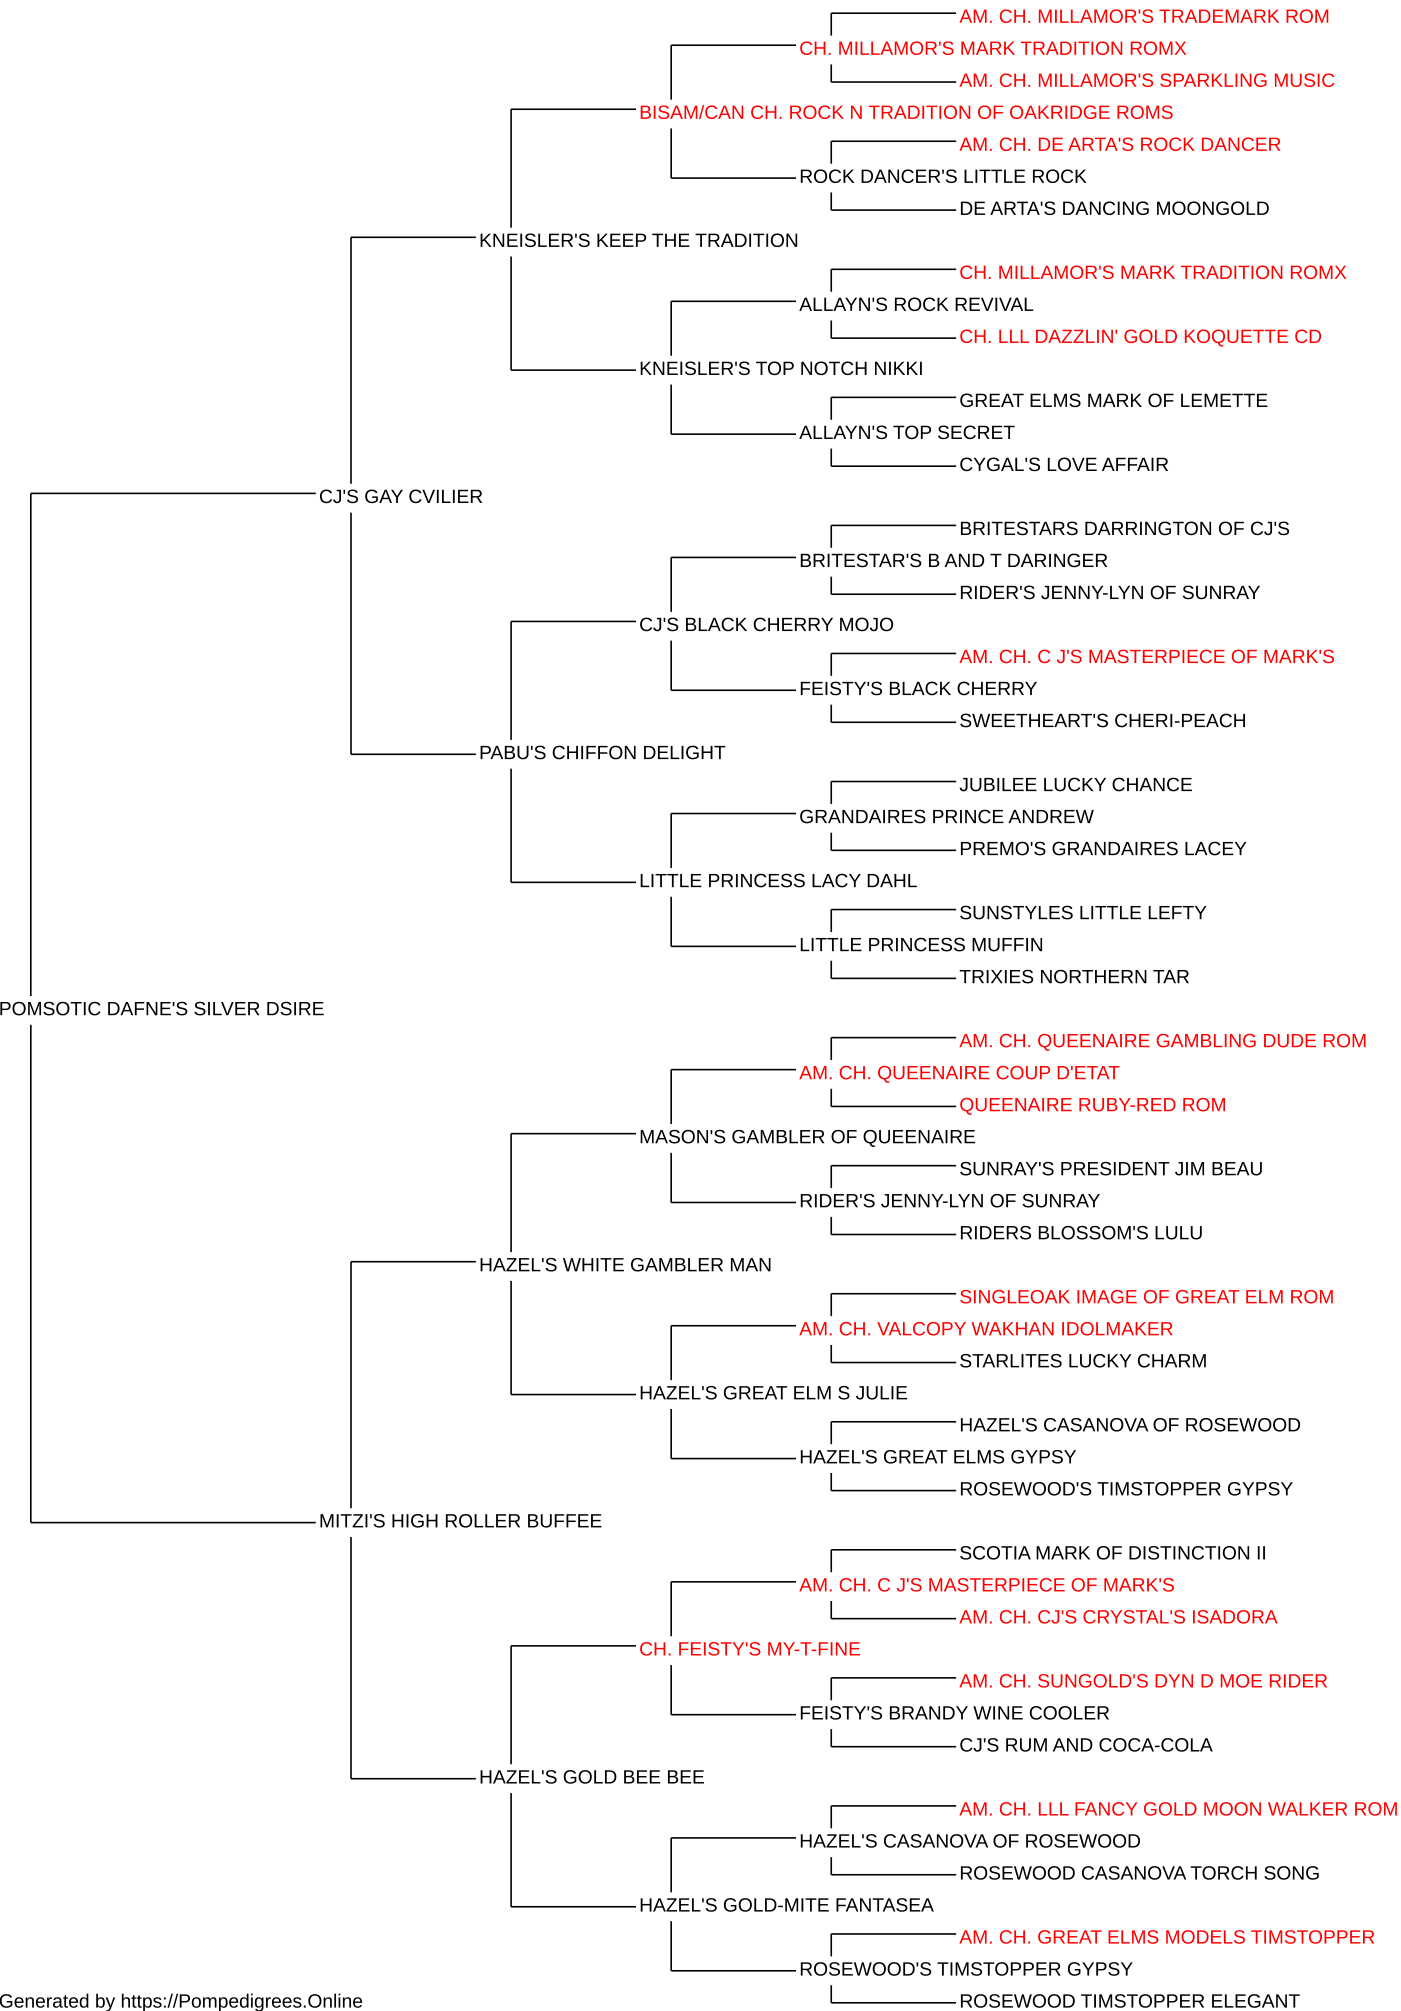 AM. CH. MILLAMOR'S TRADEMARK ROM
CH. MILLAMOR'S MARK TRADITION ROMX
AM. CH. MILLAMOR'S SPARKLING MUSIC
BISAM/CAN CH. ROCK N TRADITION OF OAKRIDGE ROMS
AM. CH. DE ARTA'S ROCK DANCER
ROCK DANCER'S LITTLE ROCK
DE ARTA'S DANCING MOONGOLD
KNEISLER'S KEEP THE TRADITION
CH. MILLAMOR'S MARK TRADITION ROMX
ALLAYN'S ROCK REVIVAL
CH. LLL DAZZLIN' GOLD KOQUETTE CD
KNEISLER'S TOP NOTCH NIKKI
GREAT ELMS MARK OF LEMETTE
ALLAYN'S TOP SECRET
CYGAL'S LOVE AFFAIR
CJ'S GAY CVILIER
BRITESTARS DARRINGTON OF CJ'S
BRITESTAR'S B AND T DARINGER
RIDER'S JENNY-LYN OF SUNRAY
CJ'S BLACK CHERRY MOJO
AM. CH. C J'S MASTERPIECE OF MARK'S
FEISTY'S BLACK CHERRY
SWEETHEART'S CHERI-PEACH
PABU'S CHIFFON DELIGHT
JUBILEE LUCKY CHANCE
GRANDAIRES PRINCE ANDREW
PREMO'S GRANDAIRES LACEY
LITTLE PRINCESS LACY DAHL
SUNSTYLES LITTLE LEFTY
LITTLE PRINCESS MUFFIN
TRIXIES NORTHERN TAR
POMSOTIC DAFNE'S SILVER DSIRE
AM. CH. QUEENAIRE GAMBLING DUDE ROM
AM. CH. QUEENAIRE COUP D'ETAT
QUEENAIRE RUBY-RED ROM
MASON'S GAMBLER OF QUEENAIRE
SUNRAY'S PRESIDENT JIM BEAU
RIDER'S JENNY-LYN OF SUNRAY
RIDERS BLOSSOM'S LULU
HAZEL'S WHITE GAMBLER MAN
SINGLEOAK IMAGE OF GREAT ELM ROM
AM. CH. VALCOPY WAKHAN IDOLMAKER
STARLITES LUCKY CHARM
HAZEL'S GREAT ELM S JULIE
HAZEL'S CASANOVA OF ROSEWOOD
HAZEL'S GREAT ELMS GYPSY
ROSEWOOD'S TIMSTOPPER GYPSY
MITZI'S HIGH ROLLER BUFFEE
SCOTIA MARK OF DISTINCTION II
AM. CH. C J'S MASTERPIECE OF MARK'S
AM. CH. CJ'S CRYSTAL'S ISADORA
CH. FEISTY'S MY-T-FINE
AM. CH. SUNGOLD'S DYN D MOE RIDER
FEISTY'S BRANDY WINE COOLER
CJ'S RUM AND COCA-COLA
HAZEL'S GOLD BEE BEE
AM. CH. LLL FANCY GOLD MOON WALKER ROM
HAZEL'S CASANOVA OF ROSEWOOD
ROSEWOOD CASANOVA TORCH SONG
HAZEL'S GOLD-MITE FANTASEA
AM. CH. GREAT ELMS MODELS TIMSTOPPER
ROSEWOOD'S TIMSTOPPER GYPSY
ROSEWOOD TIMSTOPPER ELEGANT
Generated by https://Pompedigrees.Online